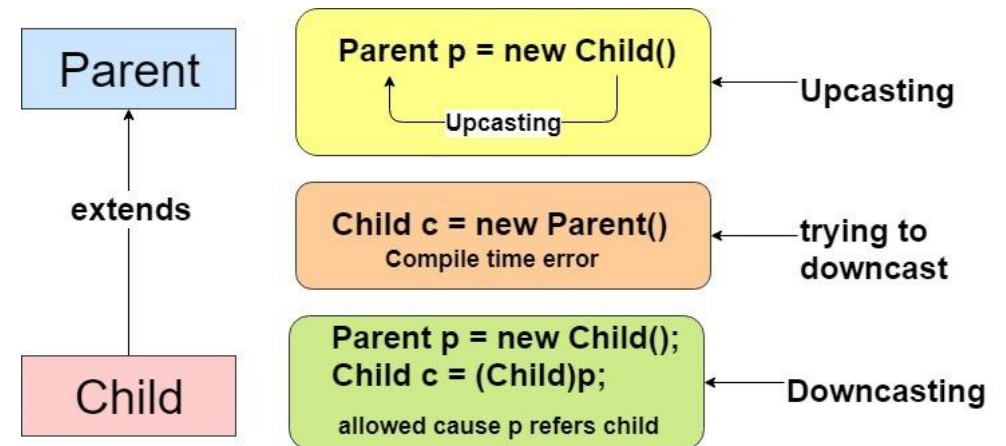 Parent
extends
Child
Parent p = new Child()
Upcasting
Upcasting
Child c = new Parent()
Compile time error
trying to
downcast
Parent p = new Child();
Child c = (Child)p;
allowed cause p refers child
Downcasting